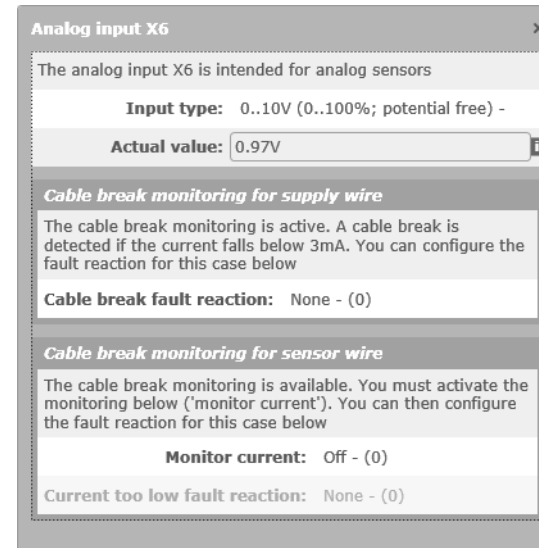 Analog input X6
The analog input X6 is intended for analog sensors
Input type: 0..10V (0..100%; potential free) -
Actual value: 0.97V
Cable break monitoring for supply wire
The cable break monitoring is active. A cable break is
detected if the current falls below 3mA. You can configure the
fault reaction for this case below
Cable break fault reaction: None - (0)
Cable break monitoring for sensor wire
The cable break monitoring is available. You must activate the
monitoring below ('monitor current'). You can then configure
the fault reaction for this case below
Monitor current: Off - (0)
Current too low fault reaction: None - (0)